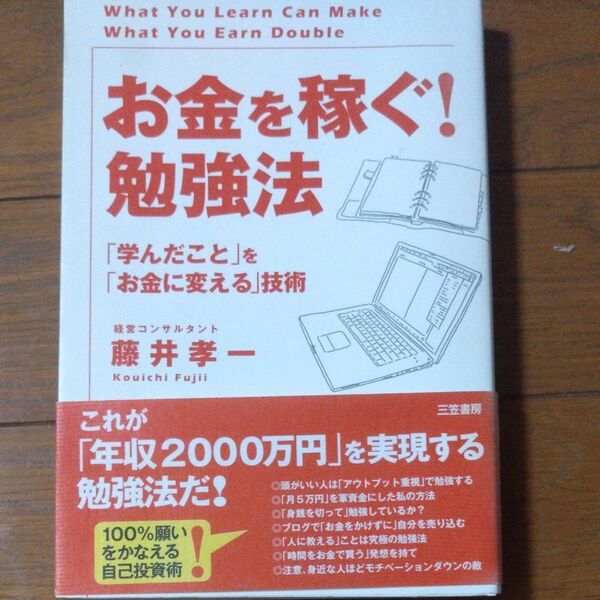 What You Learn Can Make
What You Earn Double
お金を稼ぐ!
勉強法
「学んだこと」を
「お金に変える」技術
経営コンサルタント
藤井孝一
Kouichi Fujii
三笠書房
これが
「年収2000万円」を実現する
勉強法だ!
100%願い
をかなえる
自己投資術
◎頭がいい人は「アウトプット重視」で勉強する
◎「月5万円」を軍資金にした私の方法
◎「身銭を切って」勉強しているか?
◎ブログで「お金をかけずに」自分を売り込む
◎「人に教える」ことは究極の勉強法
◎「時間をお金で買う」発想を持て
◎注意、身近な人ほどモチベーションダウンの敵